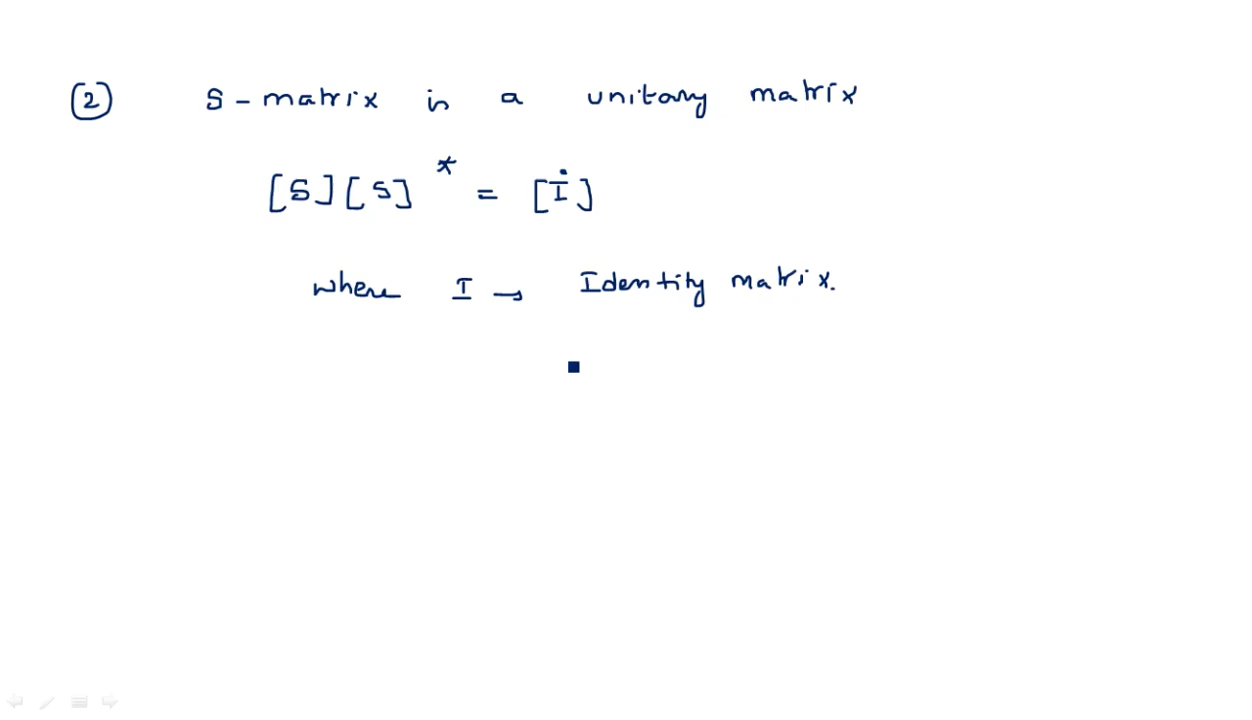 (2) S-matrix is a unitary matrix
[S][S]* = [I]
where I → Identity matrix.